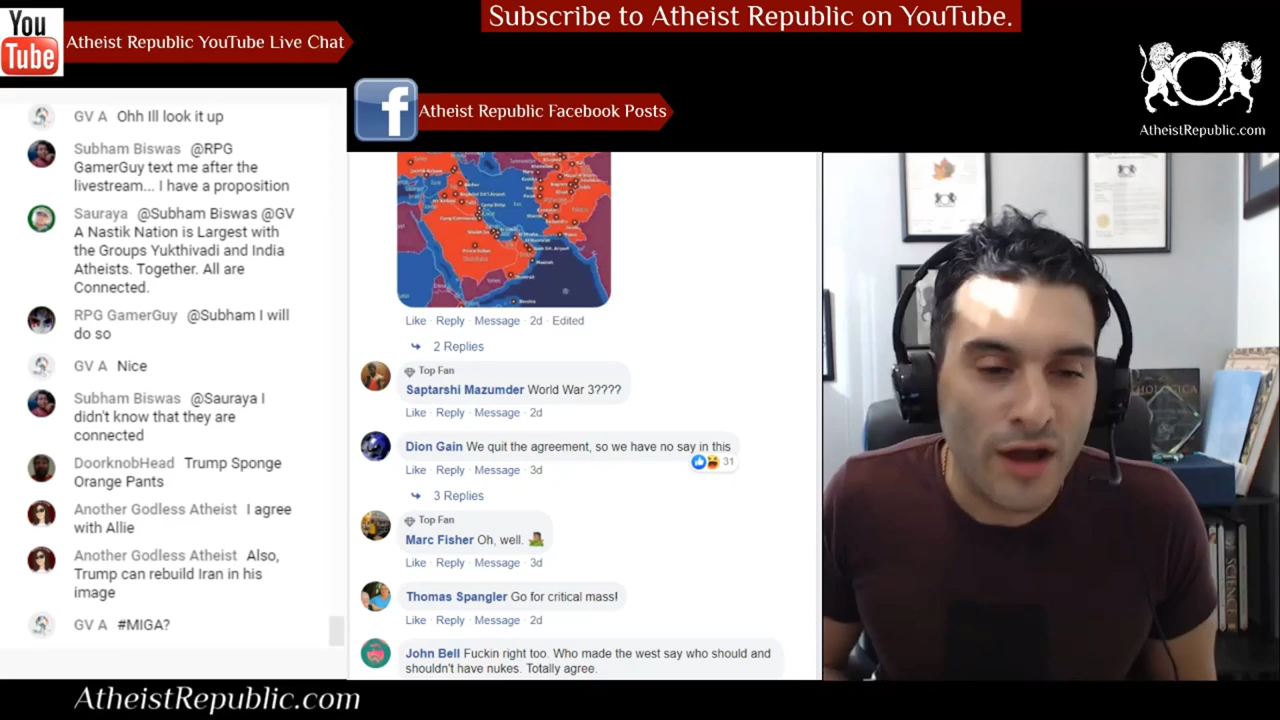 Subscribe to Atheist Republic on YouTube.
You
Tube
Atheist Republic YouTube Live Chat
Atheist Republic Facebook Posts
AtheistRepublic.com
GV A Ohh Ill look it up
Subham Biswas @RPG
GamerGuy text me after the
livestream... I have a proposition
Sauraya @Subham Biswas @GV
A Nastik Nation is Largest with
the Groups Yukthivadi and India
Atheists. Together. All are
Connected.
RPG GamerGuy @Subham I will
do so
GV A Nice
Subham Biswas @Sauraya I
didn't know that they are
connected
DoorknobHead Trump Sponge
Orange Pants
Another Godless Atheist I agree
with Allie
Another Godless Atheist Also,
Trump can rebuild Iran in his
image
GV A #MIGA?
Like · Reply · Message · 2d · Edited
2 Replies
Top Fan
Saptarshi Mazumder World War 3????
Like · Reply · Message · 2d
Dion Gain We quit the agreement, so we have no say in this
31
Like · Reply · Message · 3d
3 Replies
Top Fan
Marc Fisher Oh, well.
Like · Reply · Message · 3d
Thomas Spangler Go for critical mass!
Like · Reply · Message · 2d
John Bell Fuckin right too. Who made the west say who should and
shouldn't have nukes. Totally agree.
SCIENCE
AtheistRepublic.com